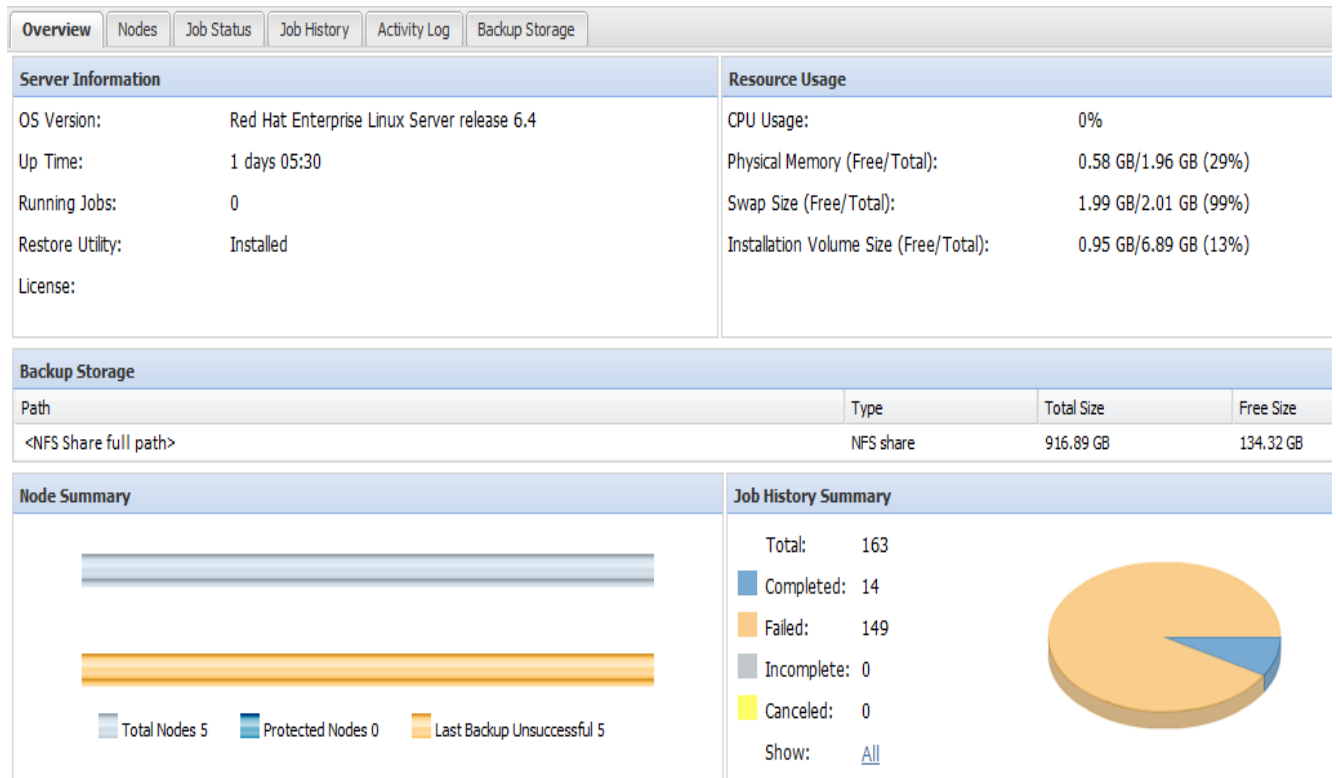 Overview Nodes Job Status Job History Activity Log Backup Storage
Server Information
OS Version: Red Hat Enterprise Linux Server release 6.4
Up Time: 1 days 05:30
Running Jobs: 0
Restore Utility: Installed
License:
Resource Usage
CPU Usage: 0%
Physical Memory (Free/Total): 0.58 GB/1.96 GB (29%)
Swap Size (Free/Total): 1.99 GB/2.01 GB (99%)
Installation Volume Size (Free/Total): 0.95 GB/6.89 GB (13%)
Backup Storage
Path Type Total Size Free Size
<NFS Share full path> NFS share 916.89 GB 134.32 GB
Node Summary
Total Nodes 5 Protected Nodes 0 Last Backup Unsuccessful 5
Job History Summary
Total: 163
Completed: 14
Failed: 149
Incomplete: 0
Canceled: 0
Show: All